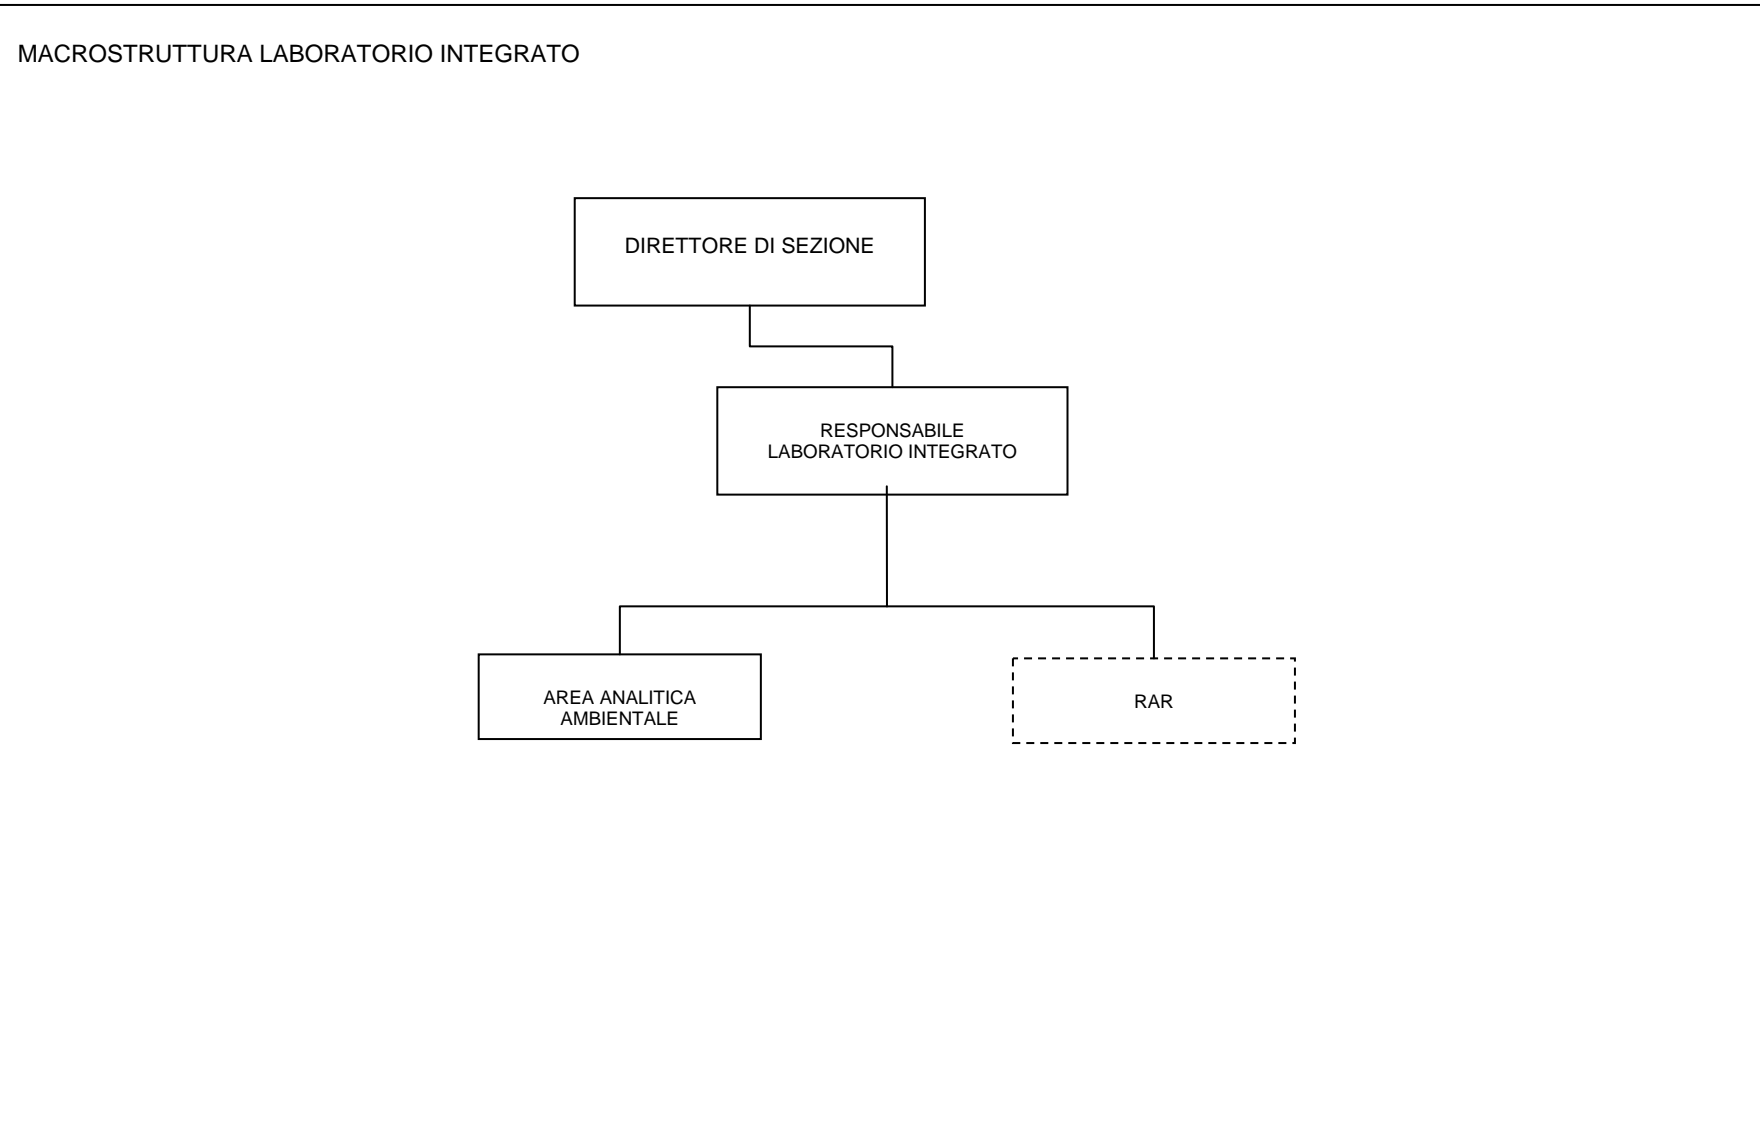 MACROSTRUTTURA LABORATORIO INTEGRATO
DIRETTORE DI SEZIONE
RESPONSABILE
LABORATORIO INTEGRATO
AREA ANALITICA
AMBIENTALE
RAR